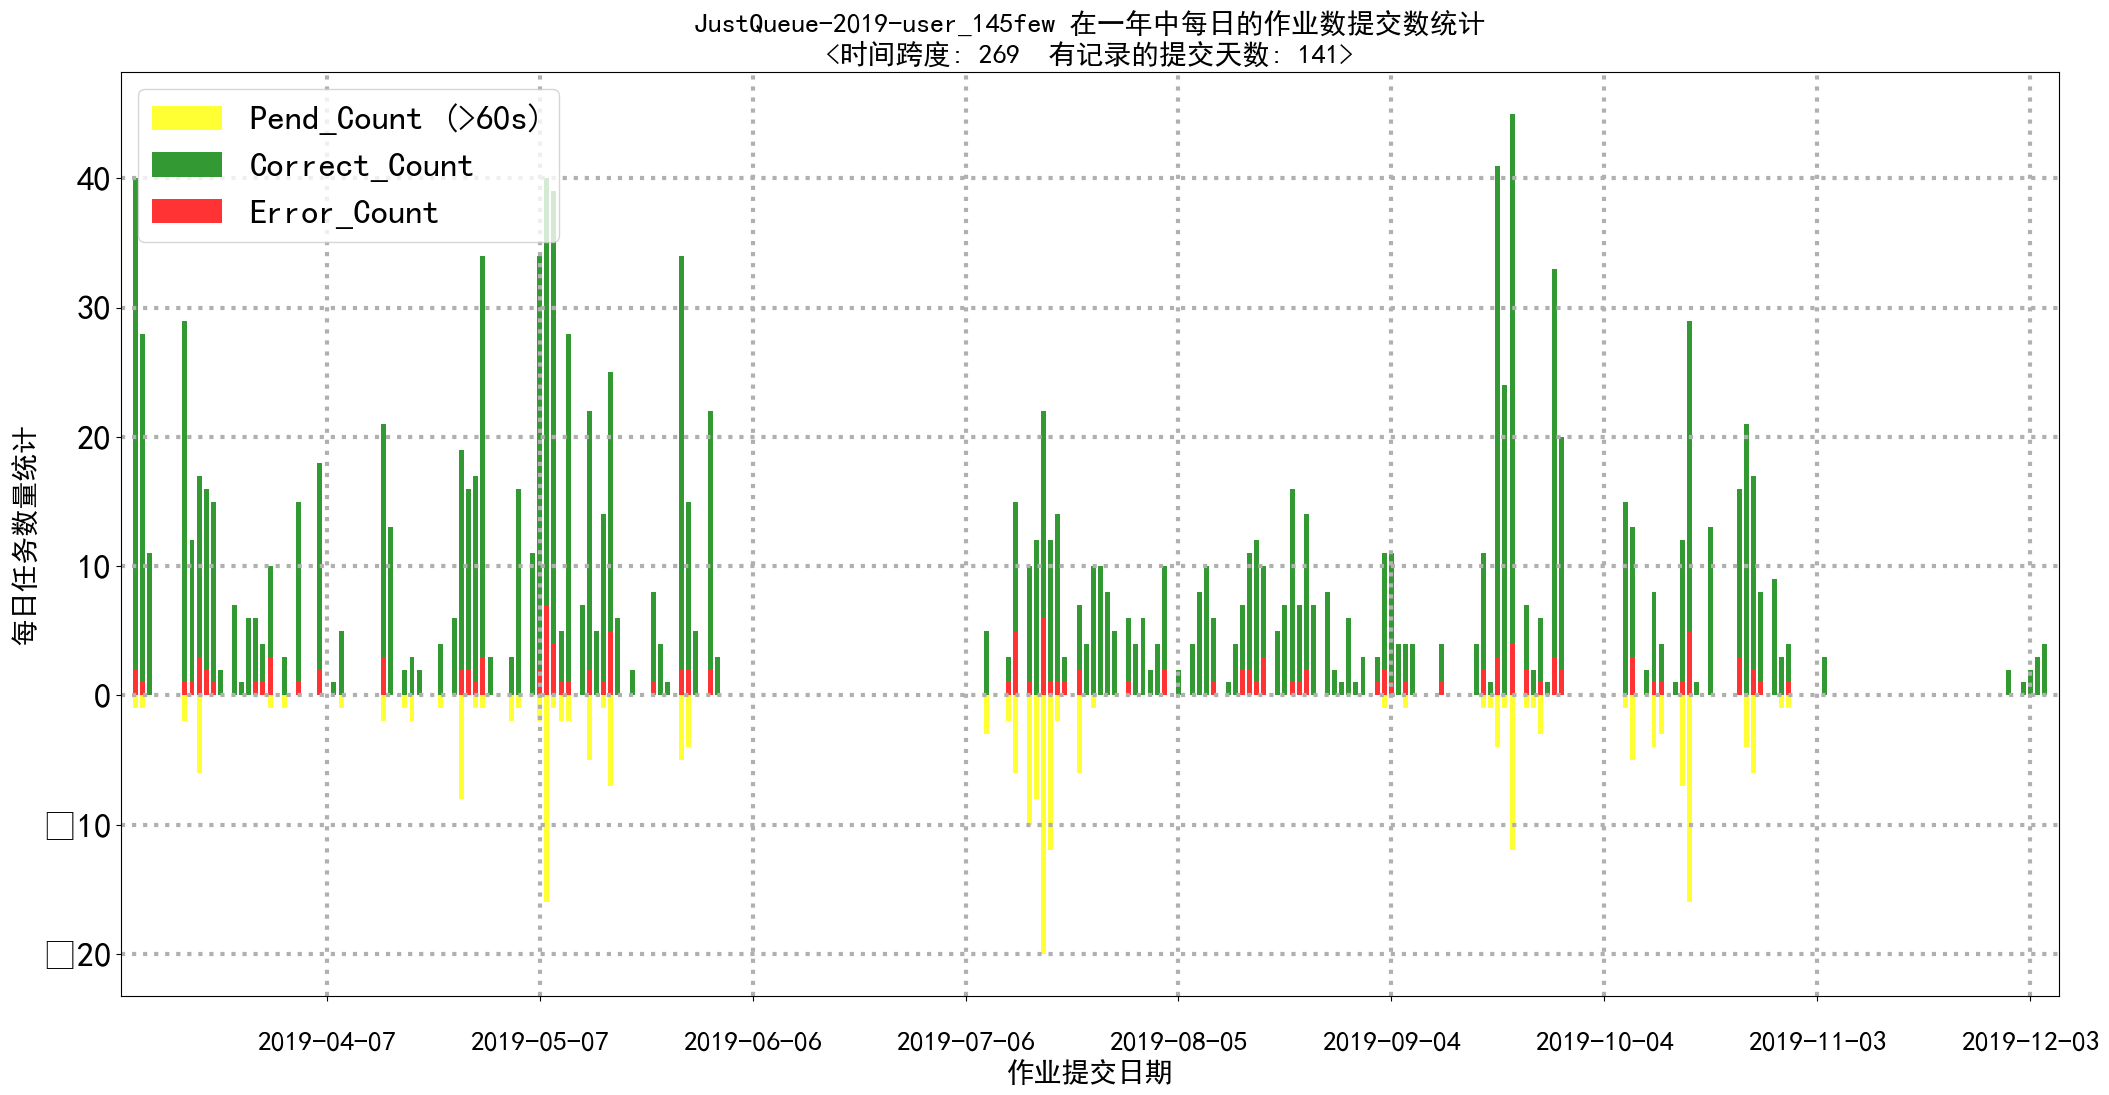 JustQueue-2019-user_145few 在一年中每日的作业数提交数统计
<时间跨度: 269  有记录的提交天数: 141>
Pend_Count (>60s)
Correct_Count
Error_Count
每日任务数量统计
40
30
20
10
0
□10
□20
2019-04-07 2019-05-07 2019-06-06 2019-07-06 2019-08-05 2019-09-04 2019-10-04 2019-11-03 2019-12-03
作业提交日期